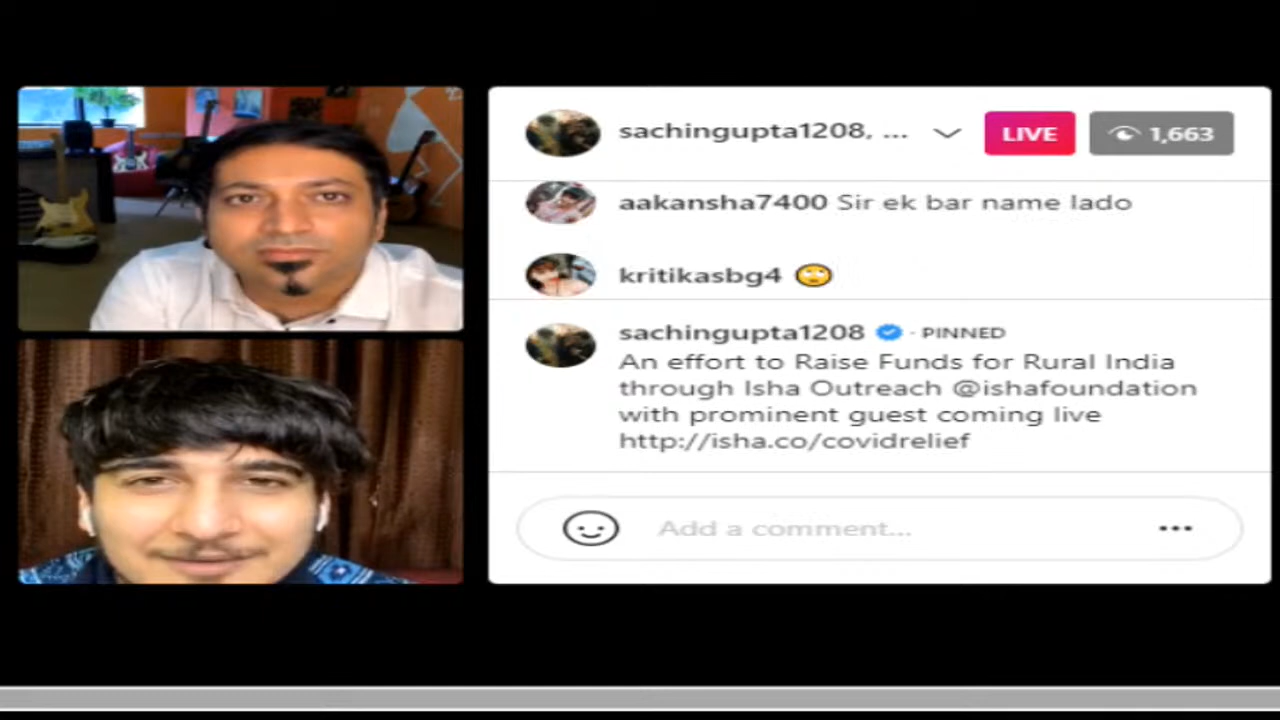 sachingupta1208, ...
LIVE
1,663
aakansha7400 Sir ek bar name lado
kritikasbg4 🙄
sachingupta1208 · PINNED
An effort to Raise Funds for Rural India
through Isha Outreach @ishafoundation
with prominent guest coming live
http://isha.co/covidrelief
Add a comment...